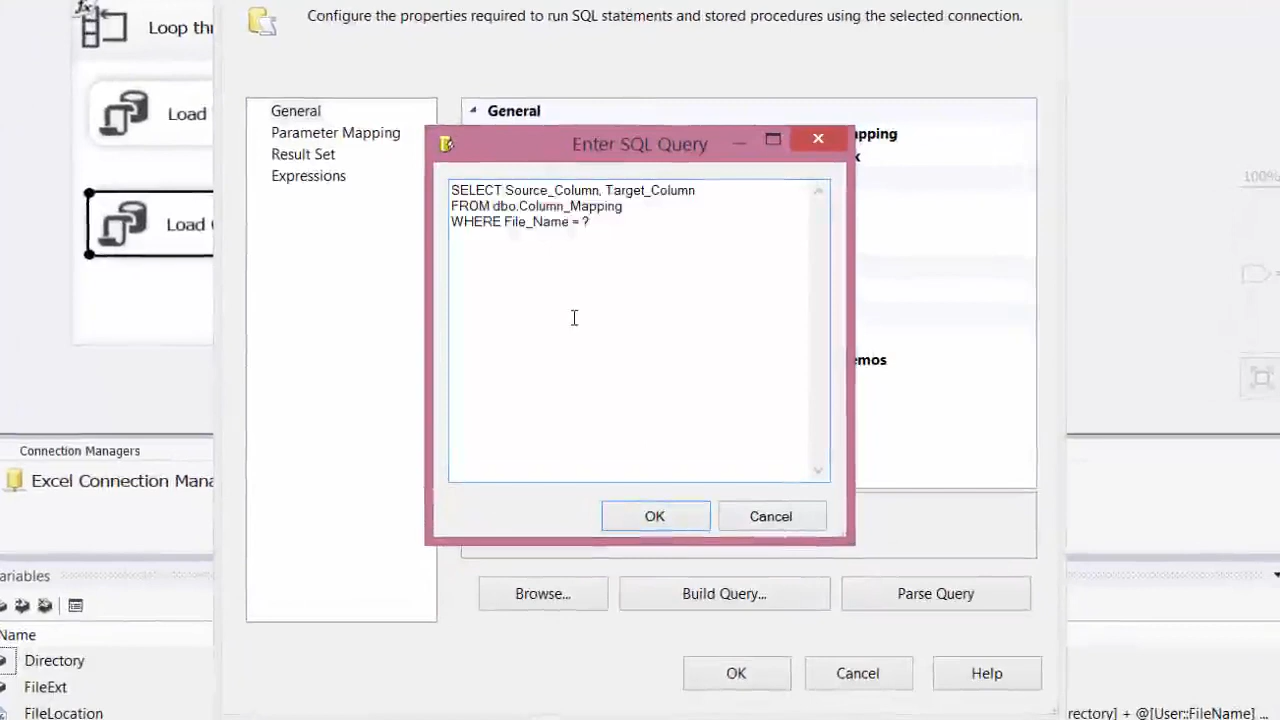 Configure the properties required to run SQL statements and stored procedures using the selected connection.
Loop
Load
Load
100%
General
Parameter Mapping
Result Set
Expressions
General
apping
emos
Enter SQL Query
SELECT Source_Column, Target_Column
FROM dbo.Column_Mapping
WHERE File_Name = ?
OK
Cancel
Connection Managers
Excel Connection Mana
Browse...
Build Query...
Parse Query
OK
Cancel
Help
ariables
Name
Directory
FileExt
FileLocation
rectory] + @[User::FileName] ...